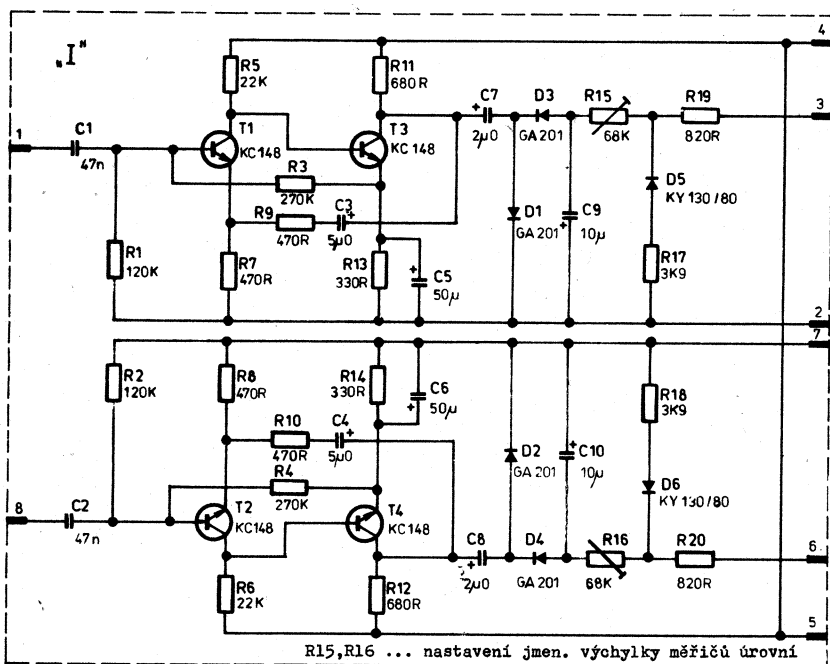 „I"
4
R5
22K
R11
680R
C7
+
2µ0
D3
GA 201
R15
68K
R19
820R
3
1
C1
47n
T1
KC 148
T3
KC 148
R3
270K
R9
470R
C3
+
5µ0
D1
GA 201
C9
+
10µ
D5
KY 130/80
R1
120K
R7
470R
R13
330R
+
C5
50µ
R17
3K9
2
7
R2
120K
R8
470R
R14
330R
C6
+
50µ
R18
3K9
R10
470R
C4
+
5µ0
D2
GA 201
+
C10
10µ
R4
270K
D6
KY 130/80
8
C2
47n
T2
KC148
T4
KC148
C8
+
2µ0
D4
GA 201
R16
68K
R20
820R
6
R6
22K
R12
680R
5
R15,R16 ... nastavení jmen. výchylky měřičů úrovní